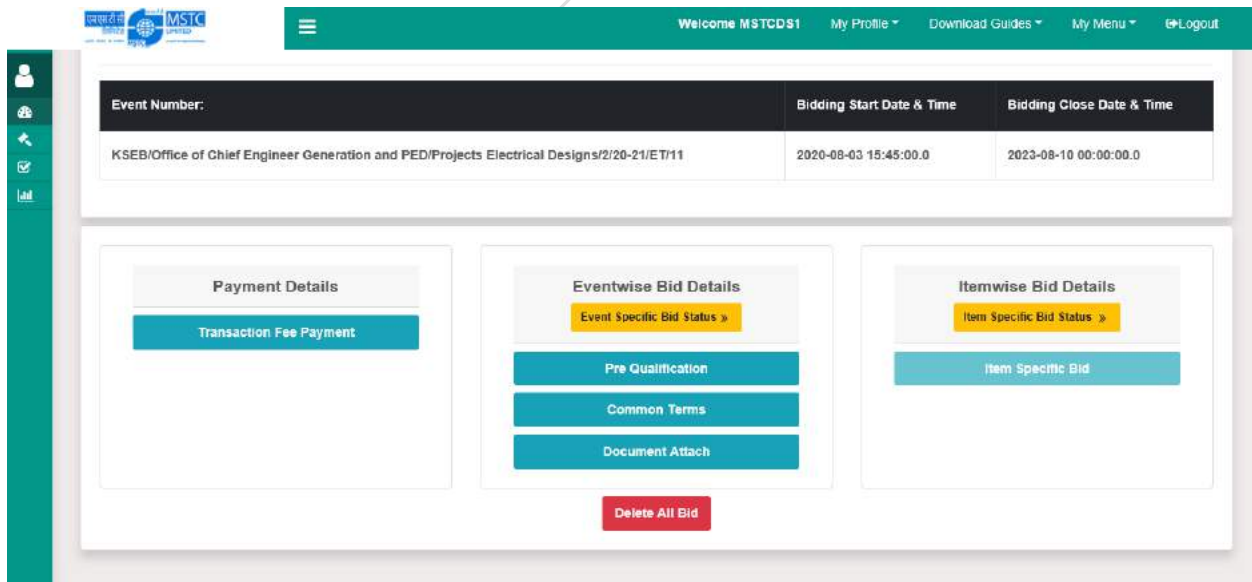 एमएसटीसी MSTC
लिमिटेड LIMITED
Welcome MSTCDS1 My Profile Download Guides My Menu Logout
Event Number: Bidding Start Date & Time Bidding Close Date & Time
KSEB/Office of Chief Engineer Generation and PED/Projects Electrical Designs/2/20-21/ET/11 2020-08-03 15:45:00.0 2023-08-10 00:00:00.0
Payment Details
Transaction Fee Payment
Eventwise Bid Details
Event Specific Bid Status »
Pre Qualification
Common Terms
Document Attach
Itemwise Bid Details
Item Specific Bid Status »
Item Specific Bid
Delete All Bid